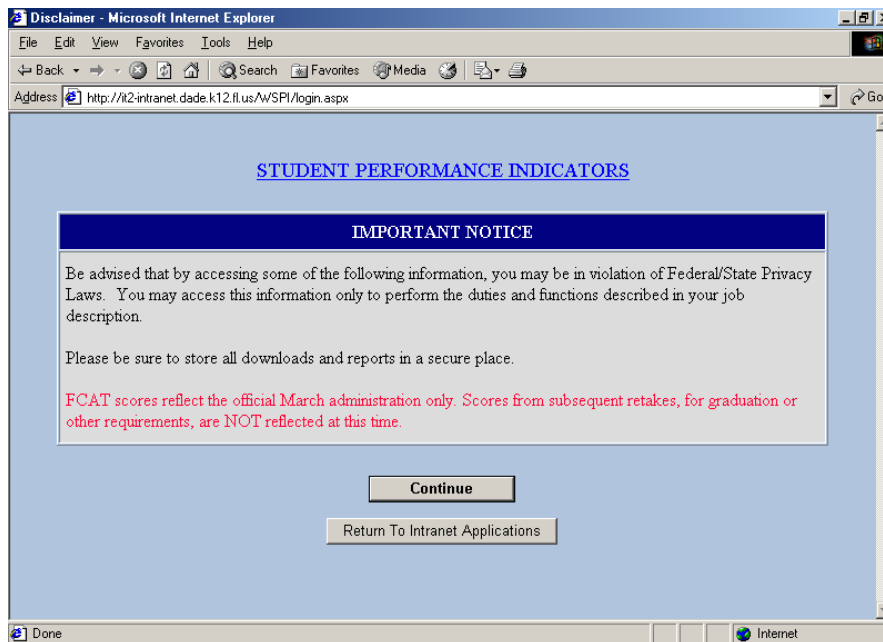 Disclaimer - Microsoft Internet Explorer
File Edit View Favorites Tools Help
Back Search Favorites Media
Address http://it2-intranet.dade.k12.fl.us/WSPI/login.aspx Go
STUDENT PERFORMANCE INDICATORS
IMPORTANT NOTICE
Be advised that by accessing some of the following information, you may be in violation of Federal/State Privacy
Laws. You may access this information only to perform the duties and functions described in your job
description.
Please be sure to store all downloads and reports in a secure place.
FCAT scores reflect the official March administration only. Scores from subsequent retakes, for graduation or
other requirements, are NOT reflected at this time.
Continue
Return To Intranet Applications
Done Internet